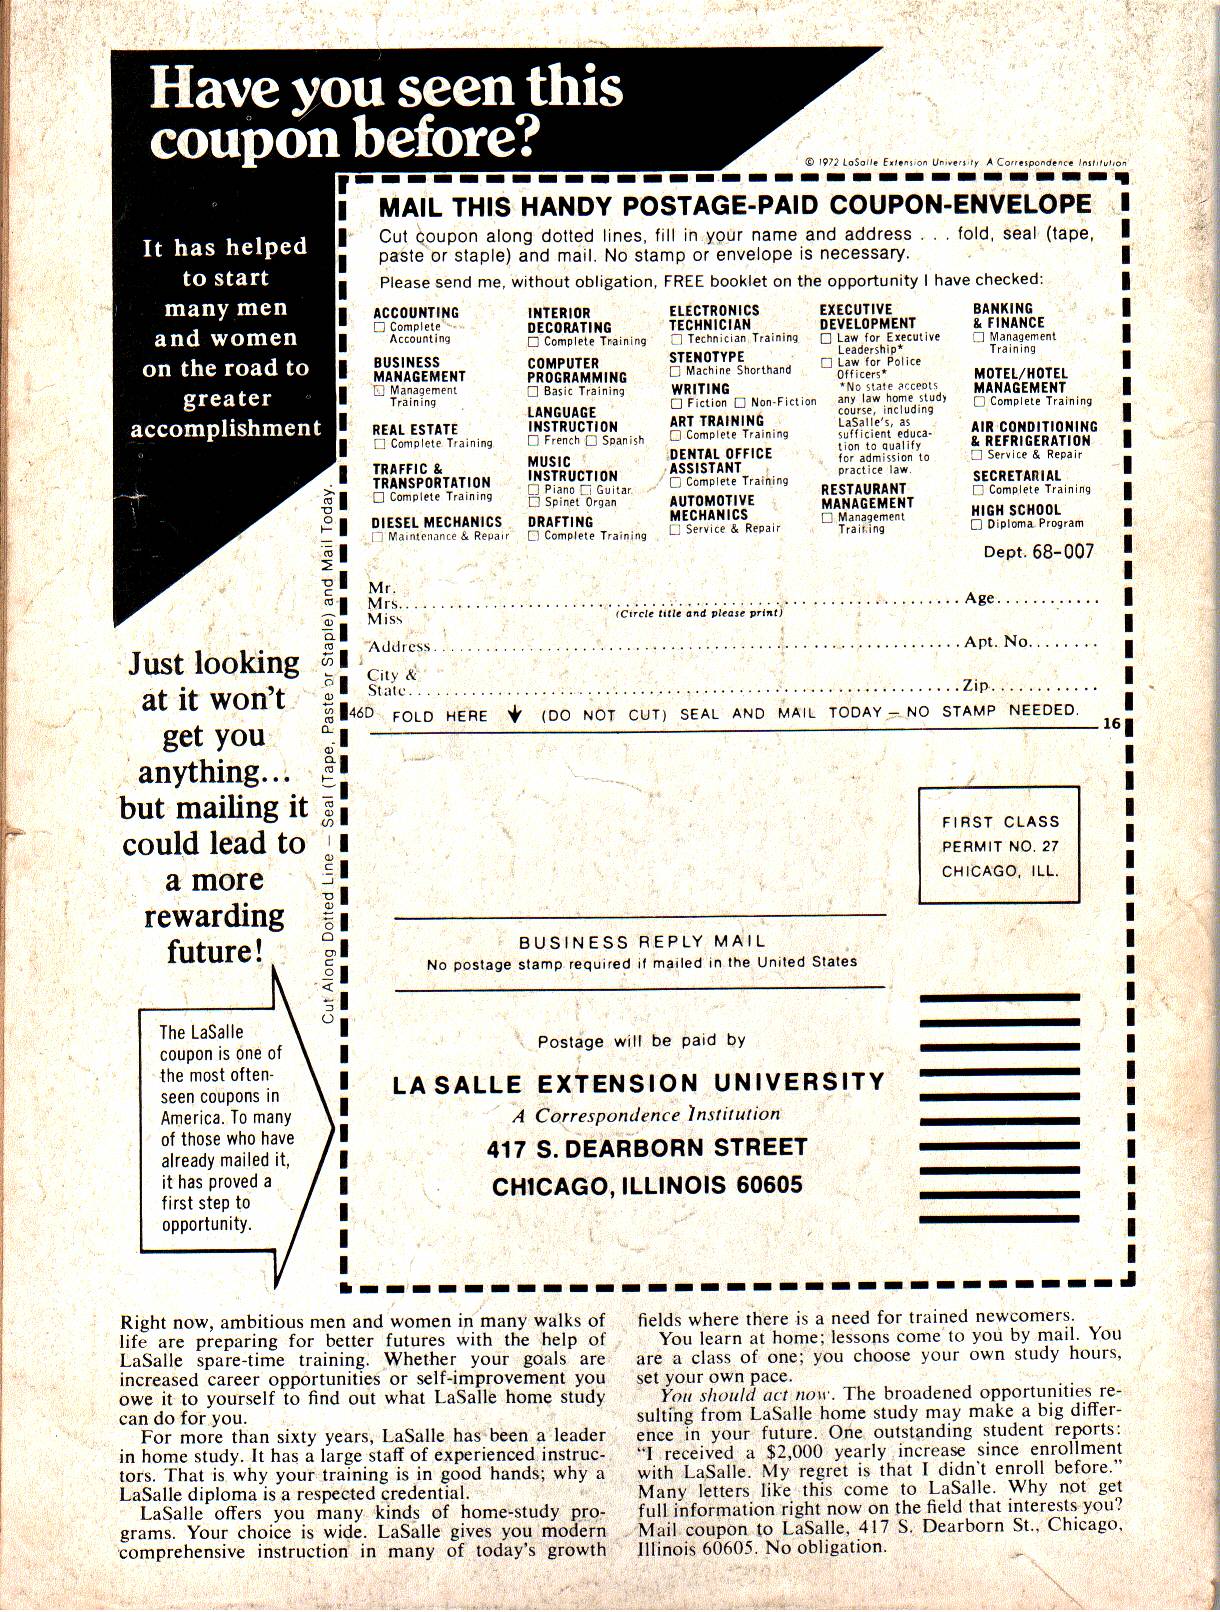 Have you seen this
coupon before?
© 1972 LaSalle Extension University A Correspondence Institution
It has helped
to start
many men
and women
on the road to
greater
accomplishment
Just looking
at it won't
get you
anything...
but mailing it
could lead to
a more
rewarding
future!
The LaSalle
coupon is one of
the most often-
seen coupons in
America. To many
of those who have
already mailed it,
it has proved a
first step to
opportunity.
Cut Along Dotted Line – Seal (Tape, Paste or Staple) and Mail Today.
MAIL THIS HANDY POSTAGE-PAID COUPON-ENVELOPE
Cut coupon along dotted lines, fill in your name and address . . . fold, seal (tape,
paste or staple) and mail. No stamp or envelope is necessary.
Please send me, without obligation, FREE booklet on the opportunity I have checked:
ACCOUNTING
☐ Complete
Accounting
BUSINESS
MANAGEMENT
☐ Management
Training
REAL ESTATE
☐ Complete Training
TRAFFIC &
TRANSPORTATION
☐ Complete Training
DIESEL MECHANICS
☐ Maintenance & Repair
INTERIOR
DECORATING
☐ Complete Training
COMPUTER
PROGRAMMING
☐ Basic Training
LANGUAGE
INSTRUCTION
☐ French ☐ Spanish
MUSIC
INSTRUCTION
☐ Piano ☐ Guitar
☐ Spinet Organ
DRAFTING
☐ Complete Training
ELECTRONICS
TECHNICIAN
☐ Technician Training
STENOTYPE
☐ Machine Shorthand
WRITING
☐ Fiction ☐ Non-Fiction
ART TRAINING
☐ Complete Training
DENTAL OFFICE
ASSISTANT
☐ Complete Training
AUTOMOTIVE
MECHANICS
☐ Service & Repair
EXECUTIVE
DEVELOPMENT
☐ Law for Executive
Leadership*
☐ Law for Police
Officers*
*No state accepts
any law home study
course, including
LaSalle's, as
sufficient educa-
tion to qualify
for admission to
practice law.
RESTAURANT
MANAGEMENT
☐ Management
Training
BANKING
& FINANCE
☐ Management
Training
MOTEL/HOTEL
MANAGEMENT
☐ Complete Training
AIR CONDITIONING
& REFRIGERATION
☐ Service & Repair
SECRETARIAL
☐ Complete Training
HIGH SCHOOL
☐ Diploma Program
Dept. 68-007
Mr.
Mrs. Age
Miss (Circle title and please print)
Address Apt. No.
City &
State Zip
46D FOLD HERE ↓ (DO NOT CUT) SEAL AND MAIL TODAY – NO STAMP NEEDED.
16
FIRST CLASS
PERMIT NO. 27
CHICAGO, ILL.
BUSINESS REPLY MAIL
No postage stamp required if mailed in the United States
Postage will be paid by
LA SALLE EXTENSION UNIVERSITY
A Correspondence Institution
417 S. DEARBORN STREET
CHICAGO, ILLINOIS 60605
Right now, ambitious men and women in many walks of
life are preparing for better futures with the help of
LaSalle spare-time training. Whether your goals are
increased career opportunities or self-improvement you
owe it to yourself to find out what LaSalle home study
can do for you.
For more than sixty years, LaSalle has been a leader
in home study. It has a large staff of experienced instruc-
tors. That is why your training is in good hands; why a
LaSalle diploma is a respected credential.
LaSalle offers you many kinds of home-study pro-
grams. Your choice is wide. LaSalle gives you modern
comprehensive instruction in many of today's growth
fields where there is a need for trained newcomers.
You learn at home; lessons come to you by mail. You
are a class of one; you choose your own study hours,
set your own pace.
You should act now. The broadened opportunities re-
sulting from LaSalle home study may make a big differ-
ence in your future. One outstanding student reports:
“I received a $2,000 yearly increase since enrollment
with LaSalle. My regret is that I didn't enroll before.”
Many letters like this come to LaSalle. Why not get
full information right now on the field that interests you?
Mail coupon to LaSalle, 417 S. Dearborn St., Chicago,
Illinois 60605. No obligation.